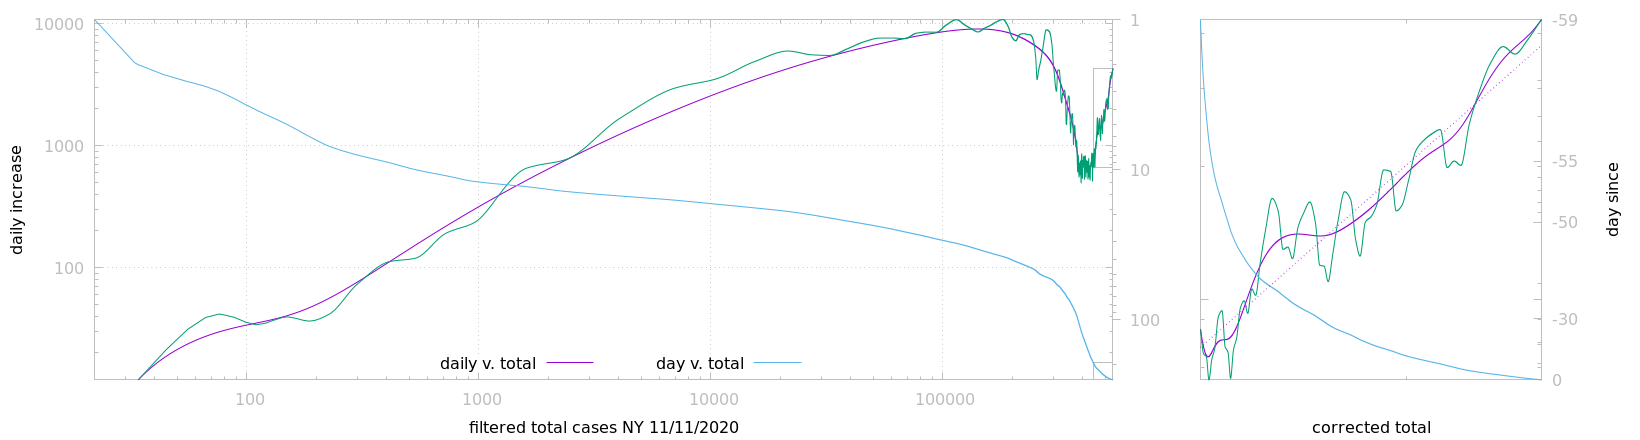 10000
1000
100
daily increase
100
1000
10000
100000
filtered total cases NY 11/11/2020
daily v. total
day v. total
1
10
100
-59
-55
-50
-30
0
day since
corrected total